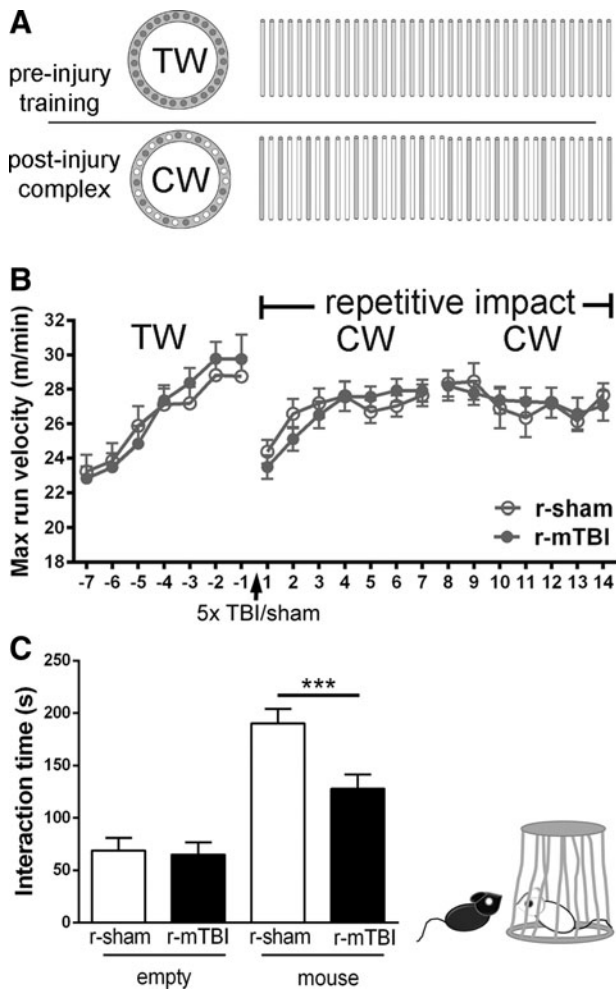 A
pre-injury
training
TW
post-injury
complex
CW
B
repetitive impact
TW
CW
CW
Max run velocity (m/min)
32
30
28
26
24
22
20
18
r-sham
r-mTBI
-7 -6 -5 -4 -3 -2 -1 1 2 3 4 5 6 7 8 9 10 11 12 13 14
5x TBI/sham
C
Interaction time (s)
250
200
150
100
50
0
***
r-sham r-mTBI r-sham r-mTBI
empty mouse